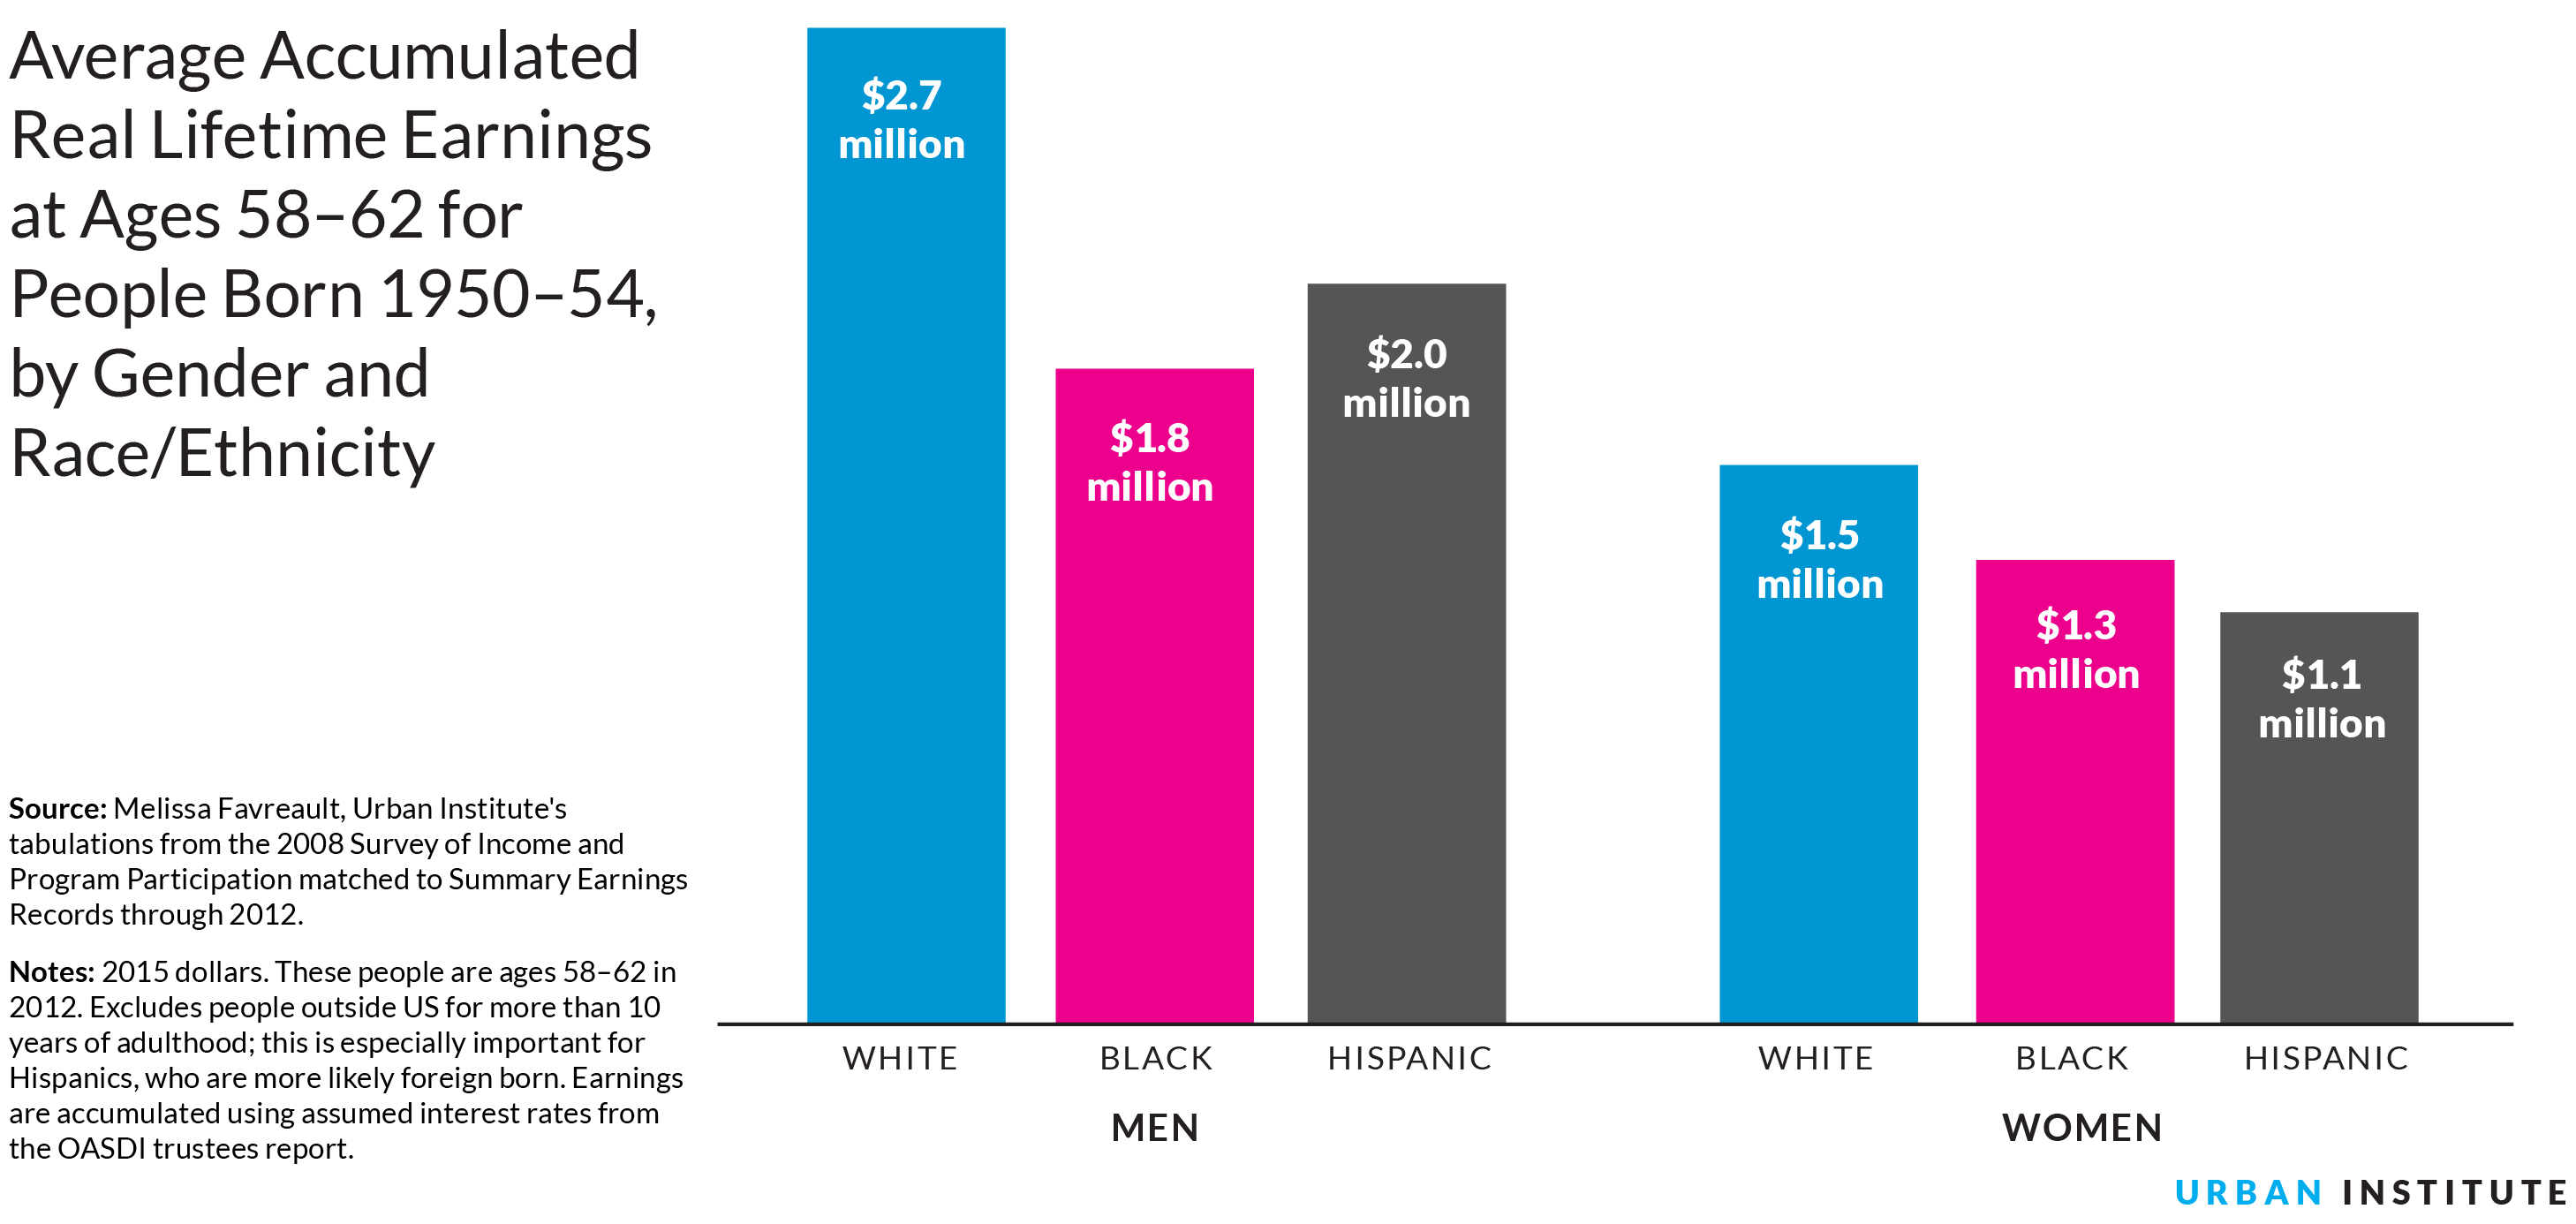 Average Accumulated
Real Lifetime Earnings
at Ages 58–62 for
People Born 1950–54,
by Gender and
Race/Ethnicity
$2.7
million
$1.8
million
$2.0
million
$1.5
million
$1.3
million
$1.1
million
WHITE
BLACK
HISPANIC
WHITE
BLACK
HISPANIC
MEN
WOMEN
Source: Melissa Favreault, Urban Institute's
tabulations from the 2008 Survey of Income and
Program Participation matched to Summary Earnings
Records through 2012.
Notes: 2015 dollars. These people are ages 58–62 in
2012. Excludes people outside US for more than 10
years of adulthood; this is especially important for
Hispanics, who are more likely foreign born. Earnings
are accumulated using assumed interest rates from
the OASDI trustees report.
URBAN INSTITUTE